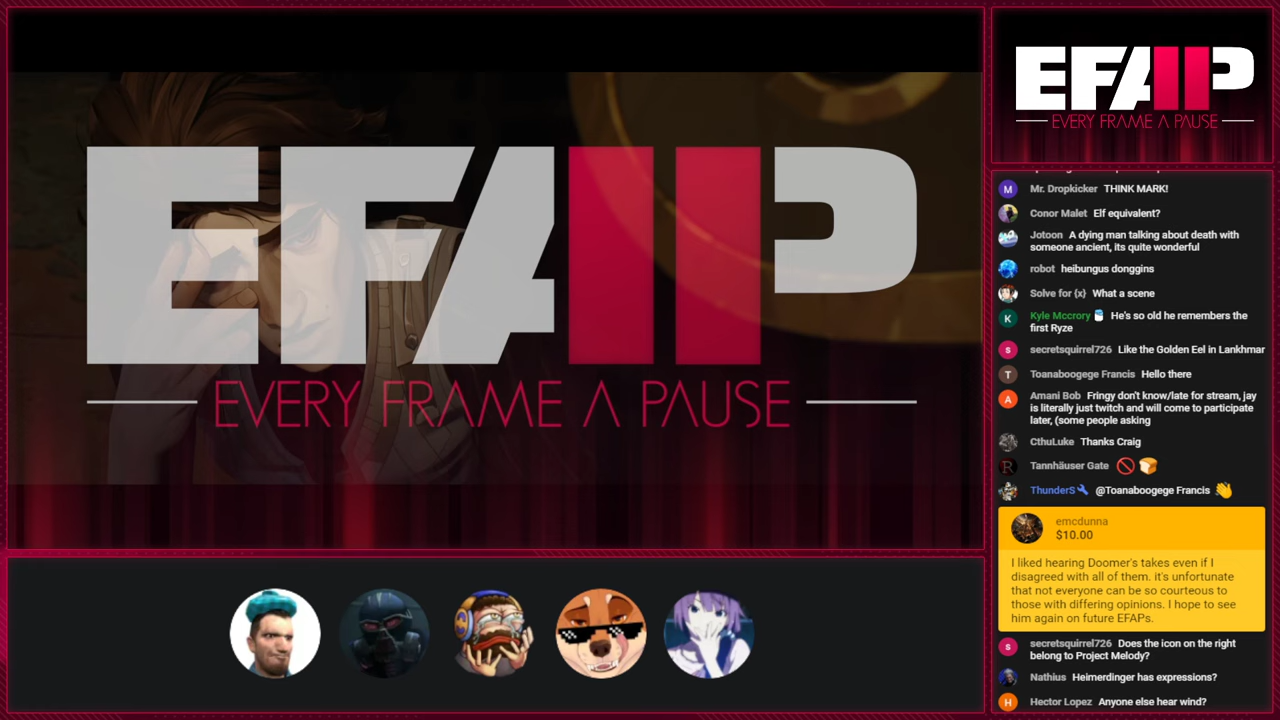 EFAP
EVERY FRAME A PAUSE
EFAP
EVERY FRAME A PAUSE
M
Mr. Dropkicker THINK MARK!
Conor Malet Elf equivalent?
Jotoon A dying man talking about death with
someone ancient, its quite wonderful
robot heibungus donggins
Solve for {x} What a scene
K
Kyle Mccrory He's so old he remembers the
first Ryze
s
secretsquirrel726 Like the Golden Eel in Lankhmar
T
Toanaboogege Francis Hello there
A
Amani Bob Fringy don't know/late for stream, jay
is literally just twitch and will come to participate
later, (some people asking
CthuLuke Thanks Craig
R
Tannhäuser Gate 🚫 🍞
ThunderS @Toanaboogege Francis 👋
emcdunna
$10.00
I liked hearing Doomer's takes even if I
disagreed with all of them. it's unfortunate
that not everyone can be so courteous to
those with differing opinions. I hope to see
him again on future EFAPs.
s
secretsquirrel726 Does the icon on the right
belong to Project Melody?
Nathius Heimerdinger has expressions?
H
Hector Lopez Anyone else hear wind?